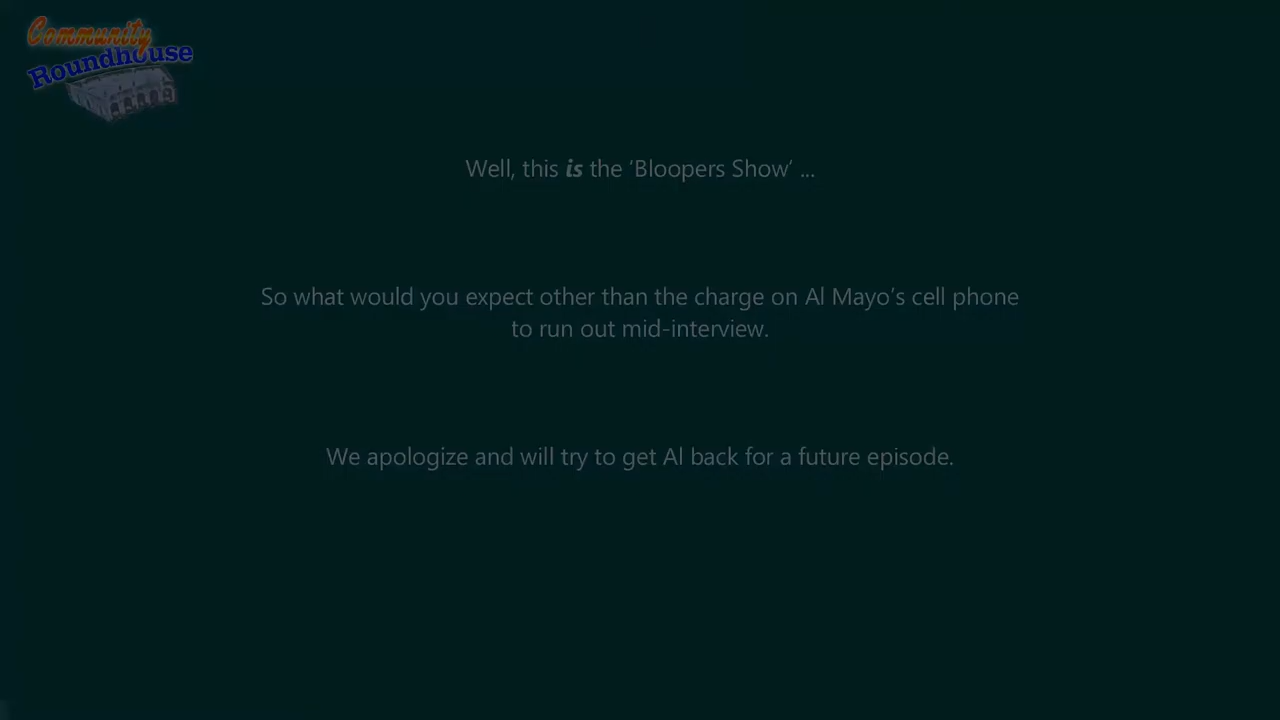 Community
Roundhouse
Well, this is the ‘Bloopers Show‘ ...
So what would you expect other than the charge on Al Mayo’s cell phone
to run out mid-interview.
We apologize and will try to get Al back for a future episode.